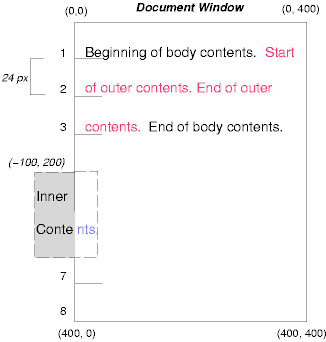 Document Window
(0,0) (0, 400)
1 Beginning of body contents. Start
24 px
2 of outer contents. End of outer
3 contents. End of body contents.
(−100, 200)
Inner
Contents.
7
8
(400, 0) (400, 400)